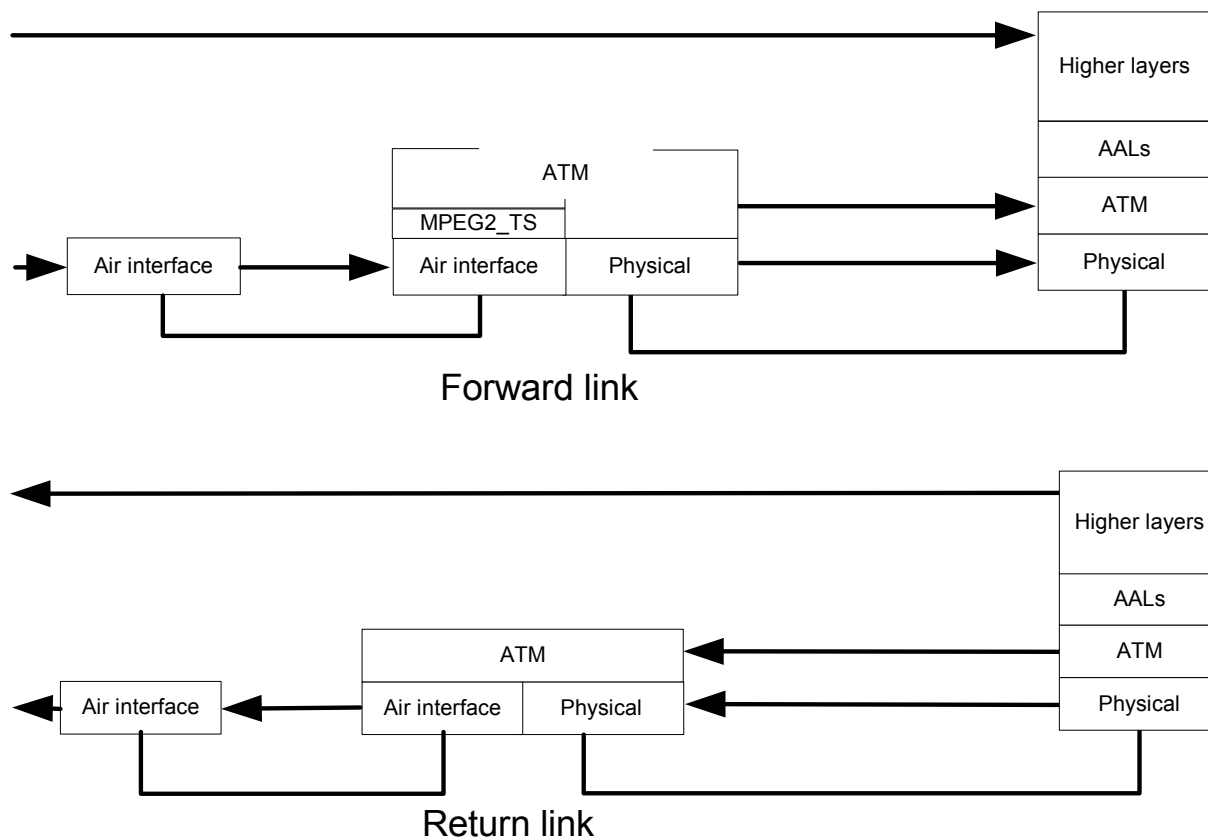 Higher layers
AALs
ATM
ATM
MPEG2_TS
Air interface
Air interface
Physical
Physical
Forward link
Higher layers
AALs
ATM
ATM
Air interface
Air interface
Physical
Physical
Return link